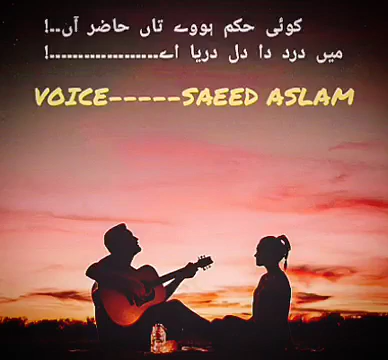 کوئی حکم ہووے تاں حاضر آں..!
میں درد دا دل دریا اے...................!
VOICE-----SAEED ASLAM